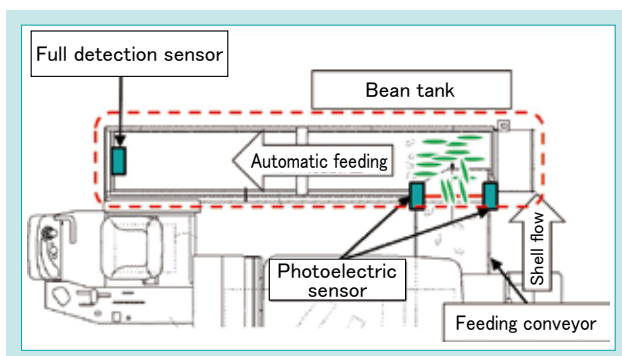 Full detection sensor
Bean tank
Automatic feeding
Photoelectric
sensor
Shell flow
Feeding conveyor